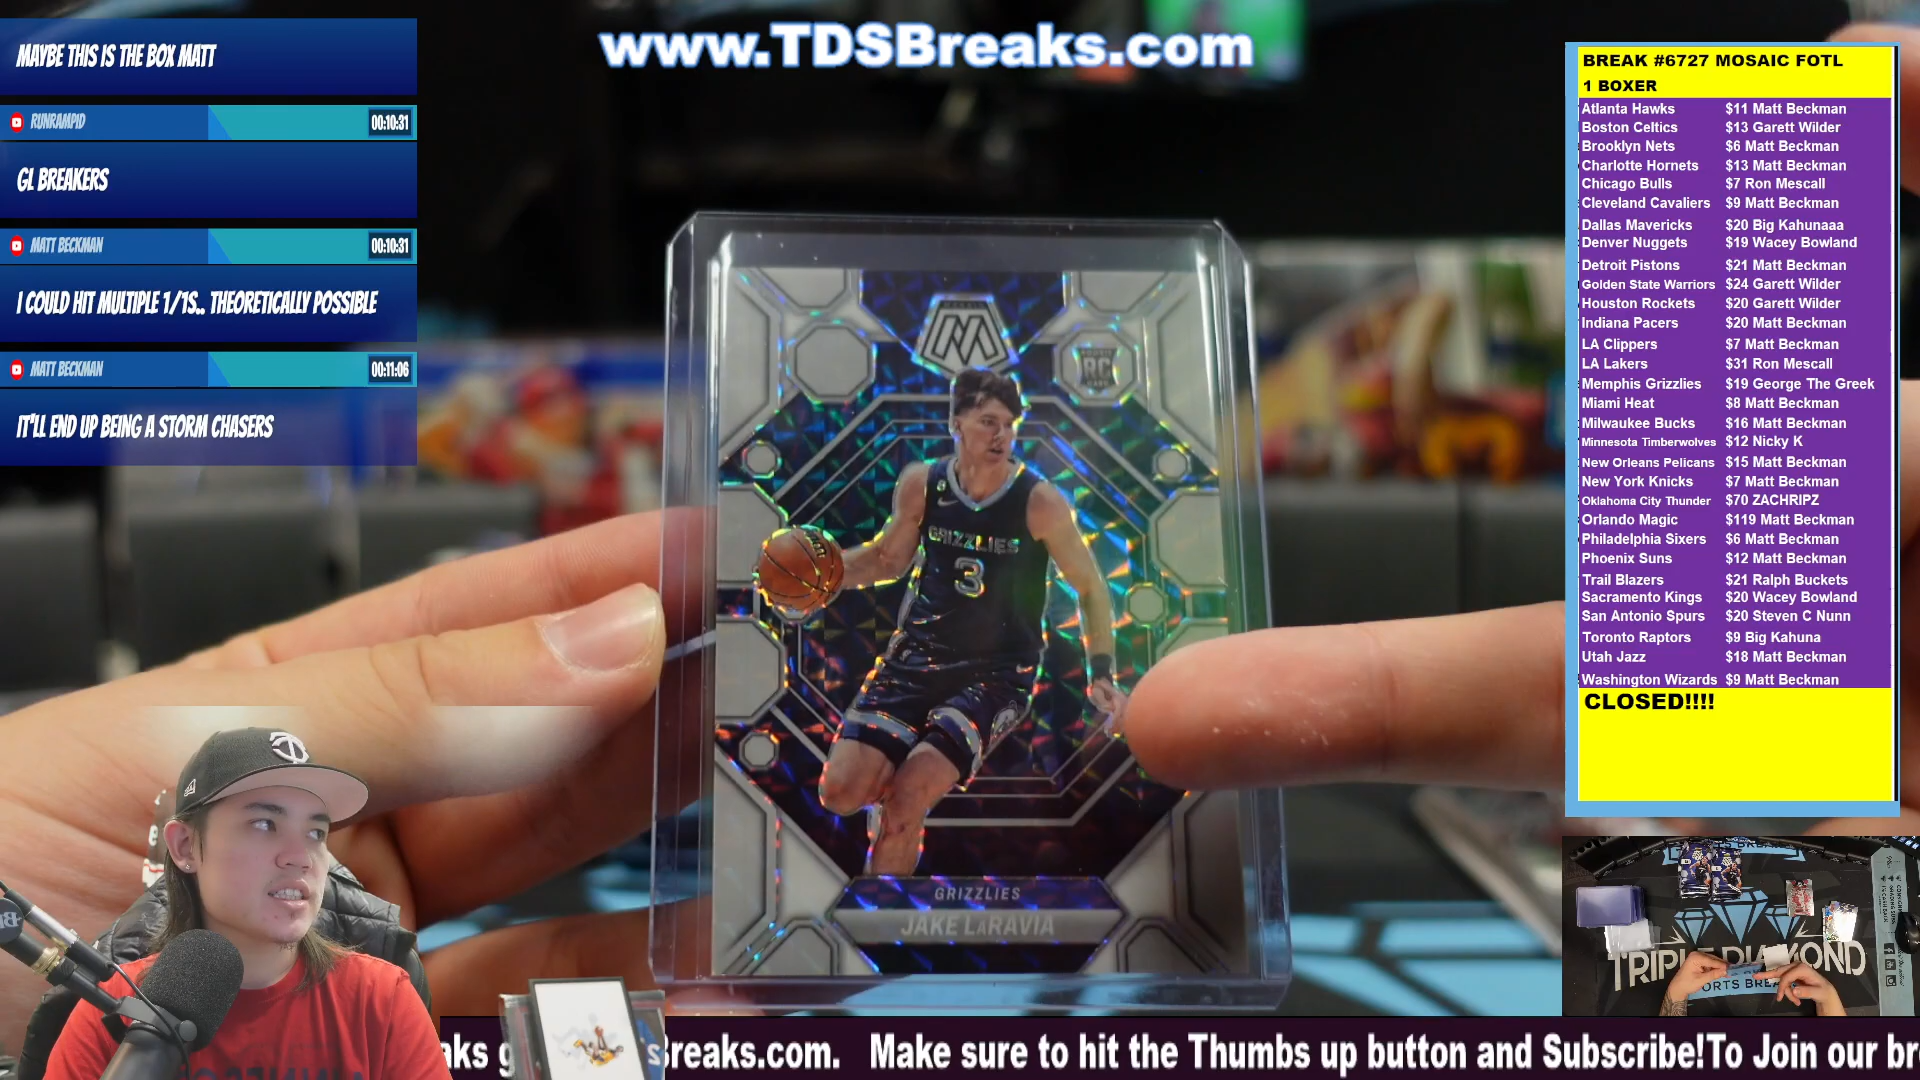 www.TDSBreaks.com
MAYBE THIS IS THE BOX MATT
RUNRAMPID
00:10:31
GL BREAKERS
MATT BECKMAN
00:10:31
I COULD HIT MULTIPLE 1/1S.. THEORETICALLY POSSIBLE
MATT BECKMAN
00:11:06
IT'LL END UP BEING A STORM CHASERS
RC
GRIZZLIES
3
GRIZZLIES
JAKE LARAVIA
BREAK #6727 MOSAIC FOTL
1 BOXER
Atlanta Hawks $11 Matt Beckman
Boston Celtics $13 Garett Wilder
Brooklyn Nets $6 Matt Beckman
Charlotte Hornets $13 Matt Beckman
Chicago Bulls $7 Ron Mescall
Cleveland Cavaliers $9 Matt Beckman
Dallas Mavericks $20 Big Kahunaaa
Denver Nuggets $19 Wacey Bowland
Detroit Pistons $21 Matt Beckman
Golden State Warriors $24 Garett Wilder
Houston Rockets $20 Garett Wilder
Indiana Pacers $20 Matt Beckman
LA Clippers $7 Matt Beckman
LA Lakers $31 Ron Mescall
Memphis Grizzlies $19 George The Greek
Miami Heat $8 Matt Beckman
Milwaukee Bucks $16 Matt Beckman
Minnesota Timberwolves $12 Nicky K
New Orleans Pelicans $15 Matt Beckman
New York Knicks $7 Matt Beckman
Oklahoma City Thunder $70 ZACHRIPZ
Orlando Magic $119 Matt Beckman
Philadelphia Sixers $6 Matt Beckman
Phoenix Suns $12 Matt Beckman
Trail Blazers $21 Ralph Buckets
Sacramento Kings $20 Wacey Bowland
San Antonio Spurs $20 Steven C Nunn
Toronto Raptors $9 Big Kahuna
Utah Jazz $18 Matt Beckman
Washington Wizards $9 Matt Beckman
CLOSED!!!!
TRIPLE DIAMOND
SPORTS BREAKS
aks g sBreaks.com. Make sure to hit the Thumbs up button and Subscribe!To Join our br